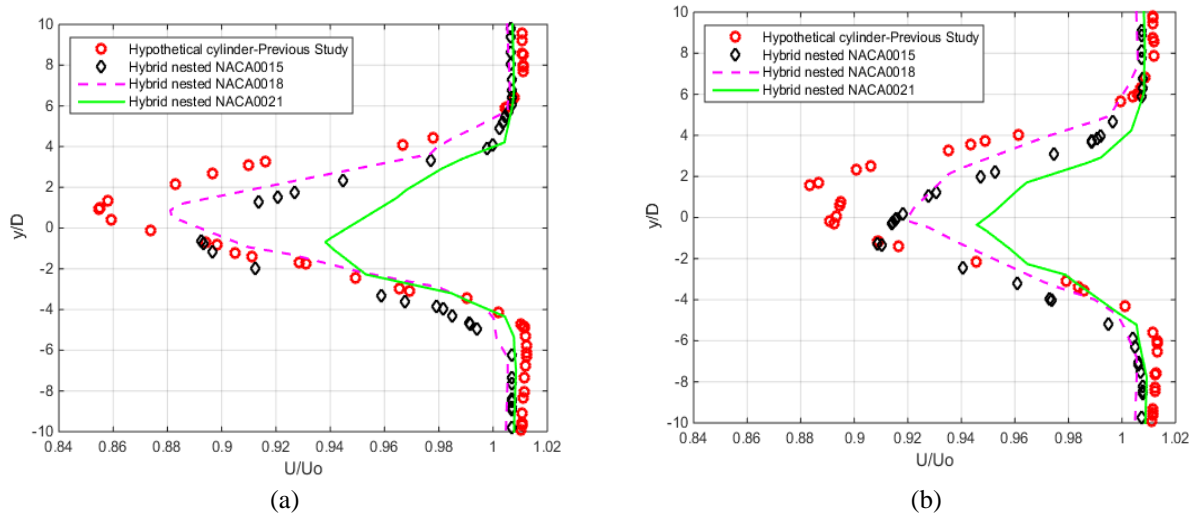 10
8
6
4
2
0
-2
-4
-6
-8
-10
y/D
Hypothetical cylinder-Previous Study
Hybrid nested NACA0015
Hybrid nested NACA0018
Hybrid nested NACA0021
0.84 0.86 0.88 0.9 0.92 0.94 0.96 0.98 1 1.02
U/Uo
(a)
10
8
6
4
2
0
-2
-4
-6
-8
-10
y/D
Hypothetical cylinder-Previous Study
Hybrid nested NACA0015
Hybrid nested NACA0018
Hybrid nested NACA0021
0.84 0.86 0.88 0.9 0.92 0.94 0.96 0.98 1 1.02
U/Uo
(b)